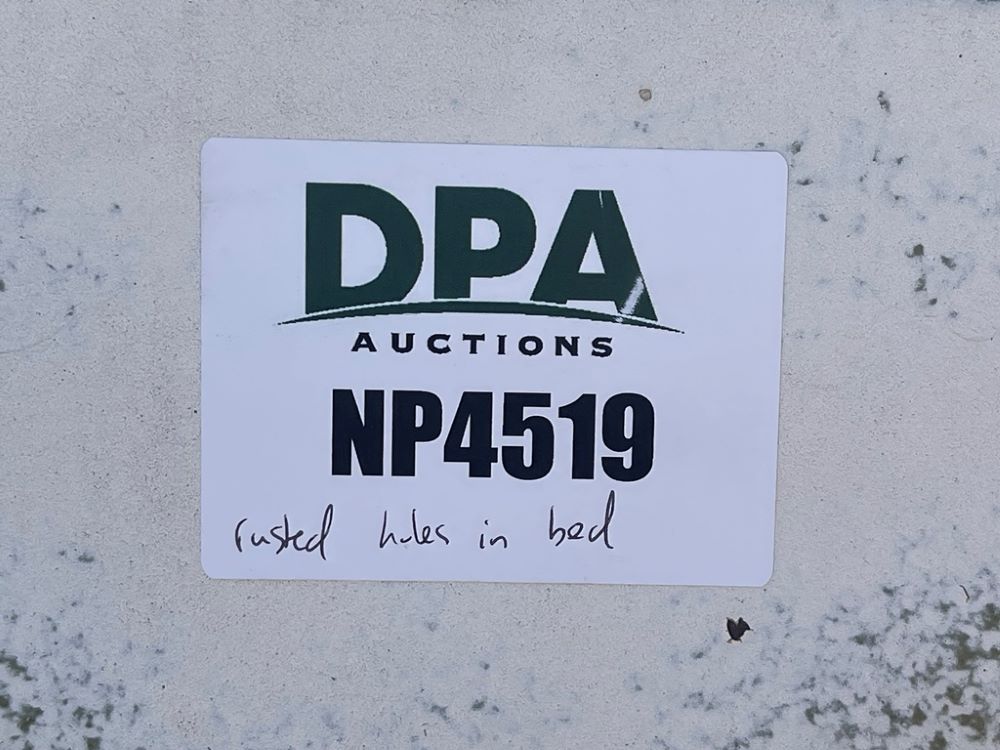 DPA
AUCTIONS
NP4519
rusted holes in bed